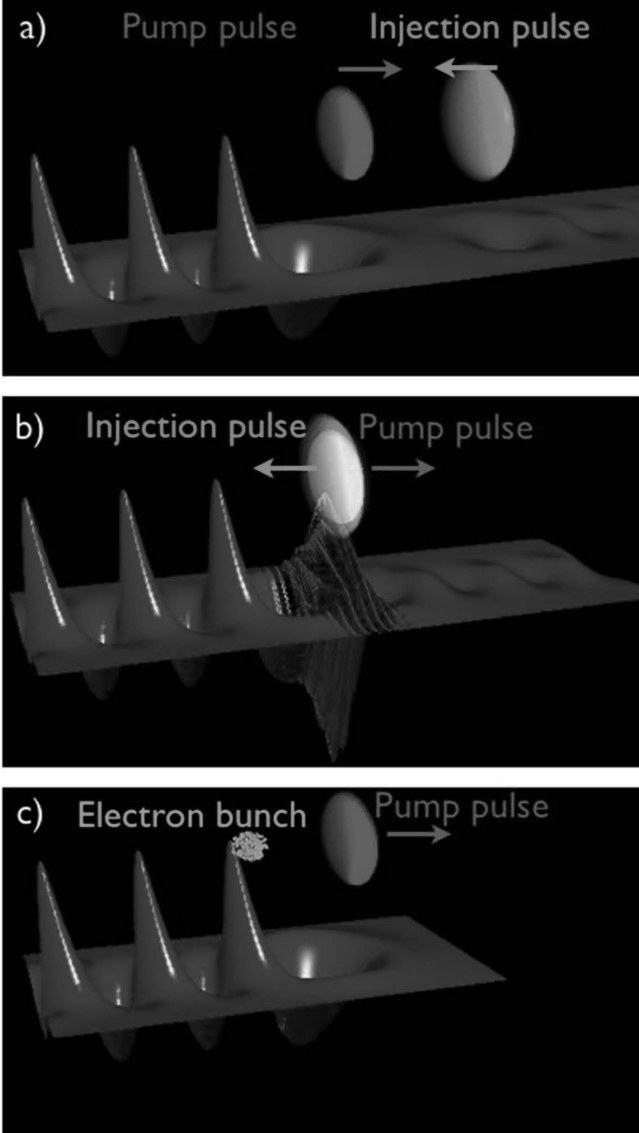 a) Pump pulse Injection pulse
b) Injection pulse Pump pulse
c) Electron bunch Pump pulse